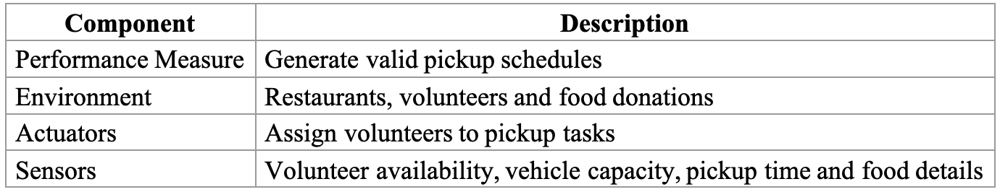 Component Description
Performance Measure Generate valid pickup schedules
Environment Restaurants, volunteers and food donations
Actuators Assign volunteers to pickup tasks
Sensors Volunteer availability, vehicle capacity, pickup time and food details